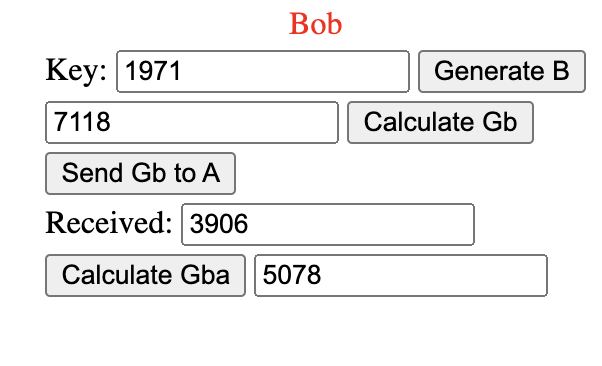 Bob
Key: 1971 Generate B
7118 Calculate Gb
Send Gb to A
Received: 3906
Calculate Gba 5078